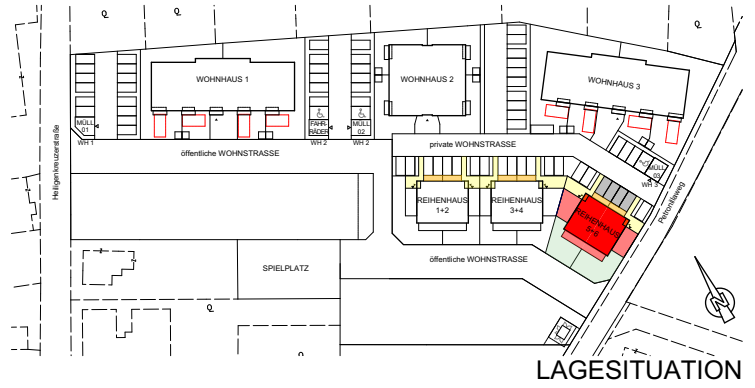 Q
Q
WOHNHAUS 1
WOHNHAUS 2
WOHNHAUS 3
MÜLL
01
FAHR-
RÄDER
MÜLL
02
WH 1
WH 2
WH 2
öffentliche WOHNSTRASSE
private WOHNSTRASSE
MÜLL
03
WH 3
Heiligenkreuzerstraße
Petronillaweg
REIHENHAUS
1+2
REIHENHAUS
3+4
REIHENHAUS
5+6
SPIELPLATZ
öffentliche WOHNSTRASSE
Q
Q
LAGESITUATION